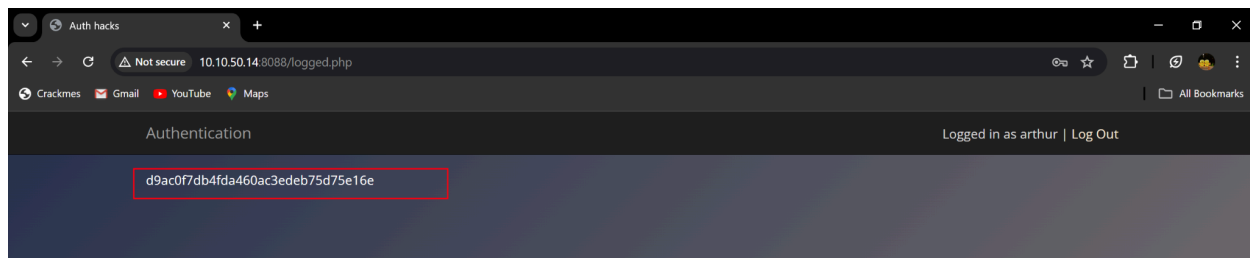 Auth hacks
Not secure 10.10.50.14:8088/logged.php
Crackmes Gmail YouTube Maps All Bookmarks
Authentication Logged in as arthur | Log Out
d9ac0f7db4fda460ac3edeb75d75e16e